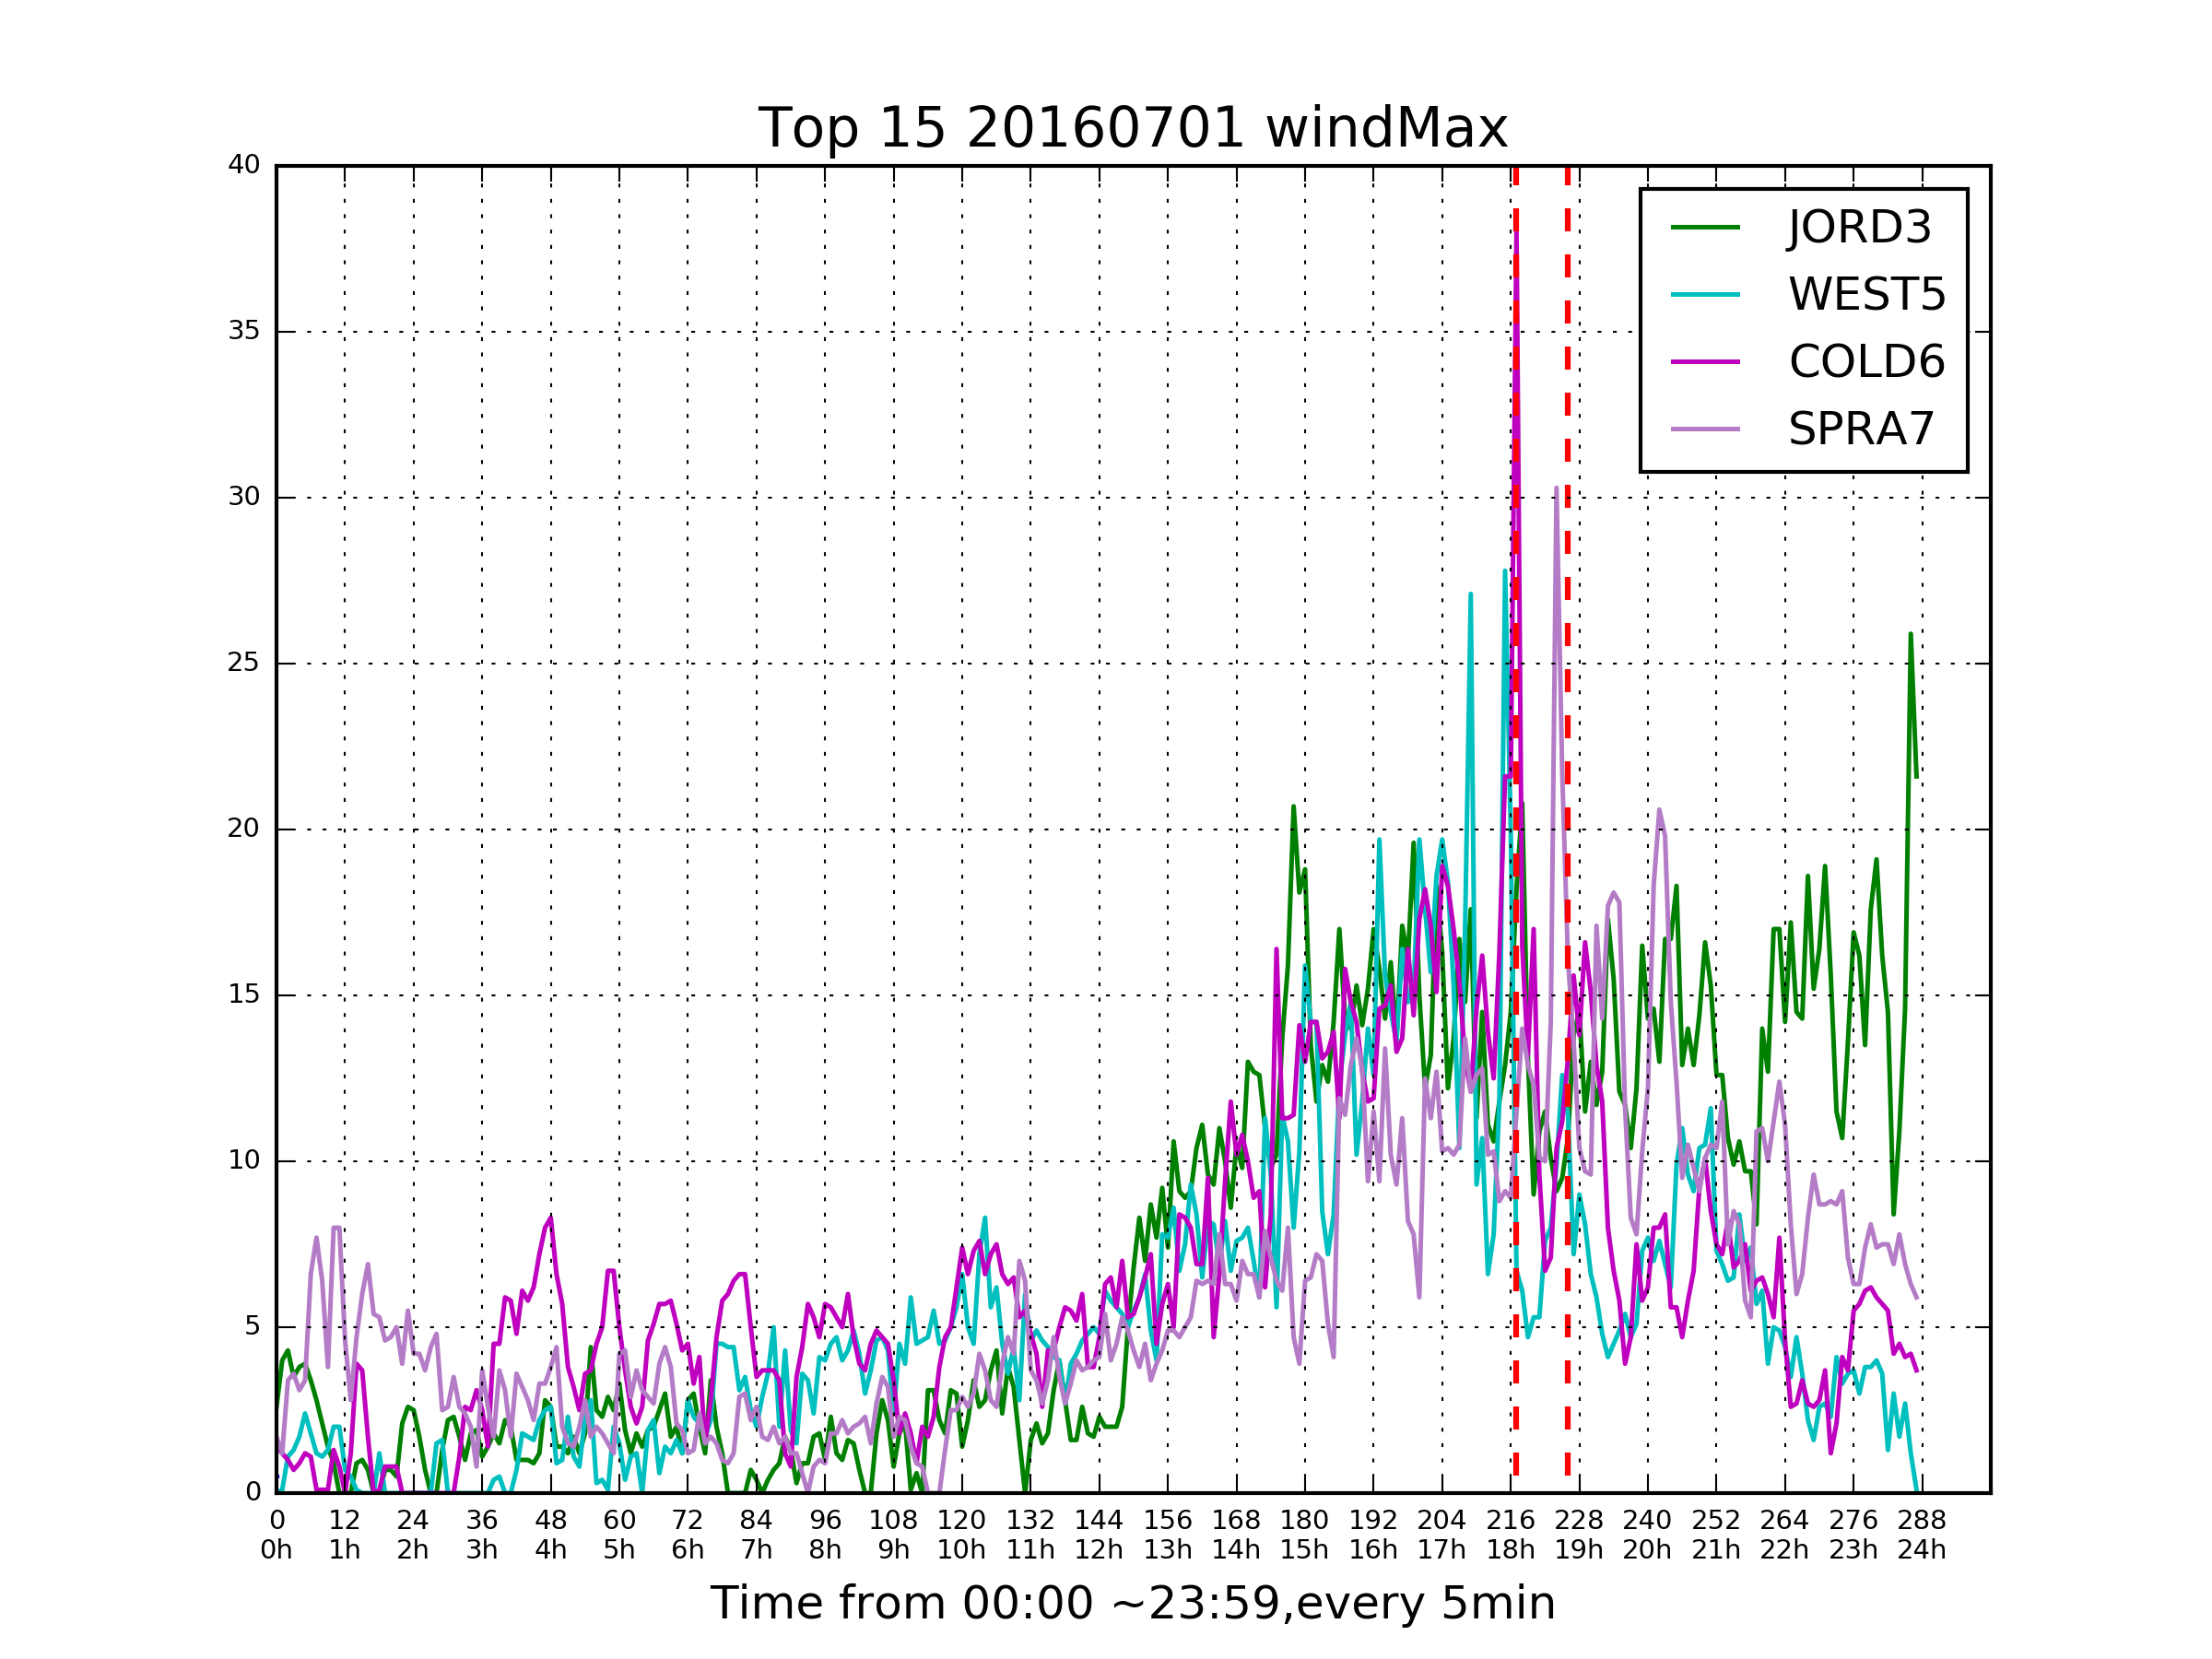 Top 15 20160701 windMax
40
35
30
25
20
15
10
5
0
JORD3
WEST5
COLD6
SPRA7
0 12 24 36 48 60 72 84 96 108 120 132 144 156 168 180 192 204 216 228 240 252 264 276 288
0h 1h 2h 3h 4h 5h 6h 7h 8h 9h 10h 11h 12h 13h 14h 15h 16h 17h 18h 19h 20h 21h 22h 23h 24h
Time from 00:00 ~23:59,every 5min